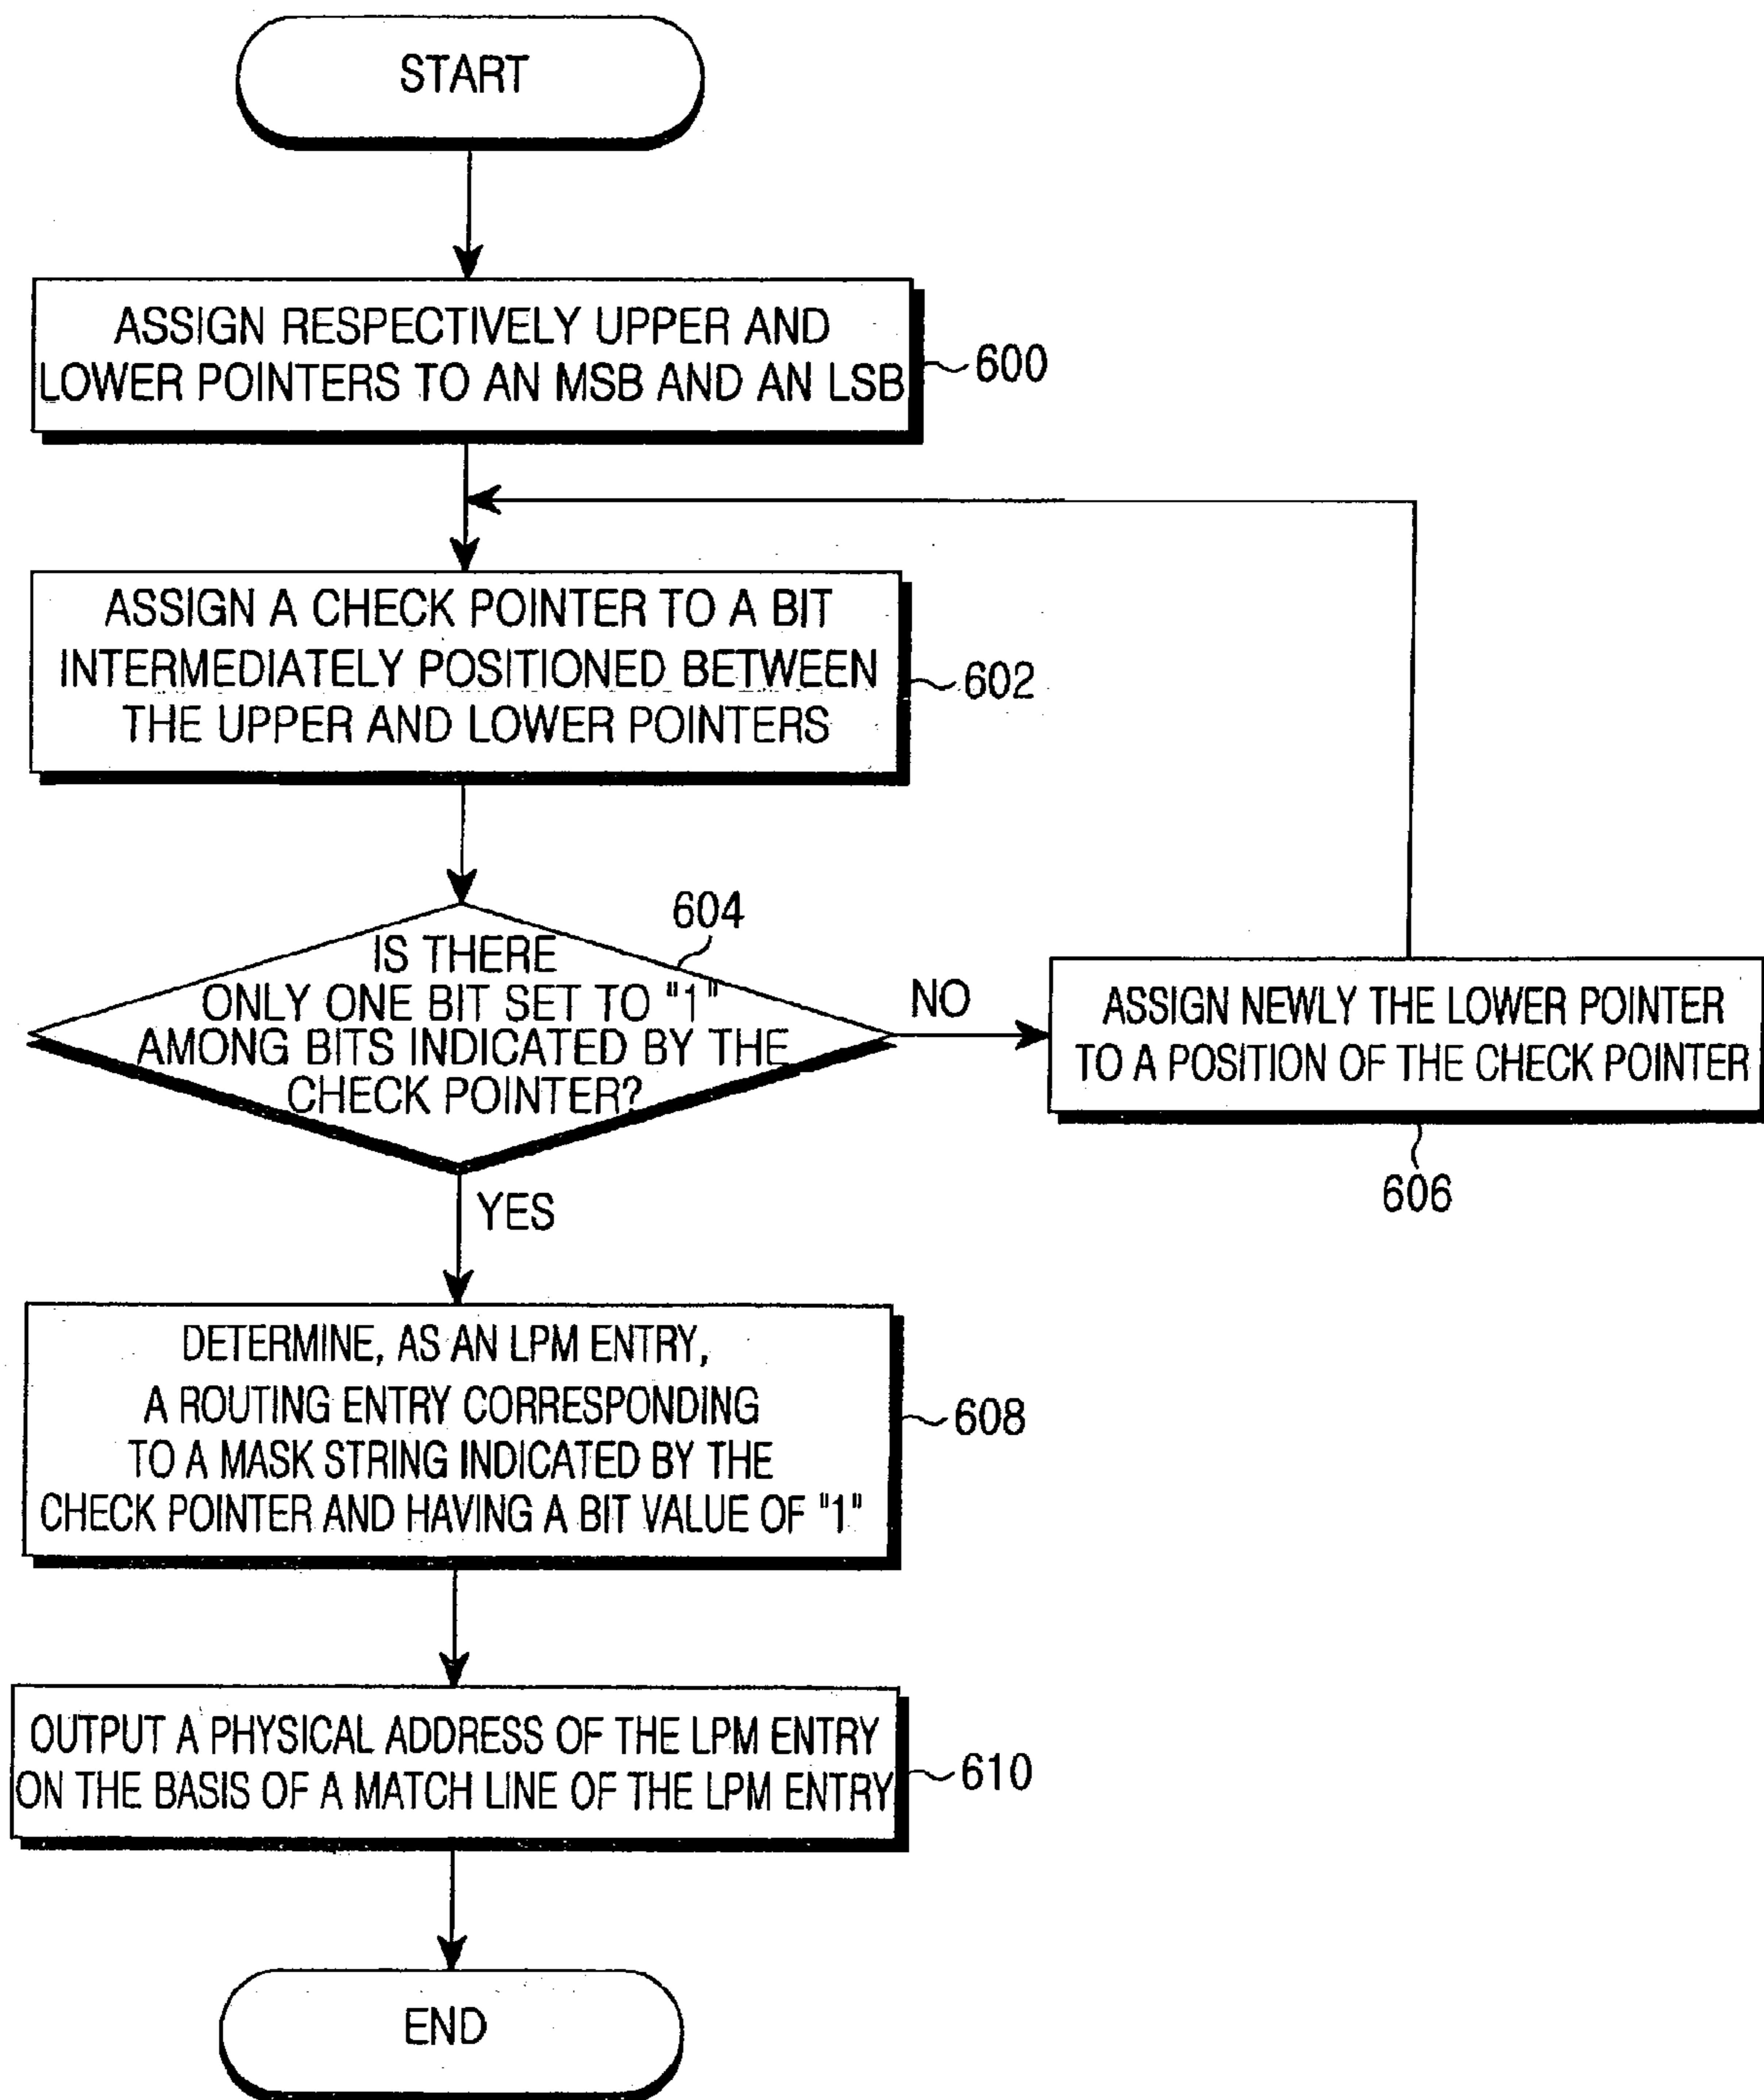 START
ASSIGN RESPECTIVELY UPPER AND
LOWER POINTERS TO AN MSB AND AN LSB
600
ASSIGN A CHECK POINTER TO A BIT
INTERMEDIATELY POSITIONED BETWEEN
THE UPPER AND LOWER POINTERS
602
604
IS THERE
ONLY ONE BIT SET TO "1"
AMONG BITS INDICATED BY THE
CHECK POINTER?
NO
ASSIGN NEWLY THE LOWER POINTER
TO A POSITION OF THE CHECK POINTER
606
YES
DETERMINE, AS AN LPM ENTRY,
A ROUTING ENTRY CORRESPONDING
TO A MASK STRING INDICATED BY THE
CHECK POINTER AND HAVING A BIT VALUE OF "1"
608
OUTPUT A PHYSICAL ADDRESS OF THE LPM ENTRY
ON THE BASIS OF A MATCH LINE OF THE LPM ENTRY
610
END